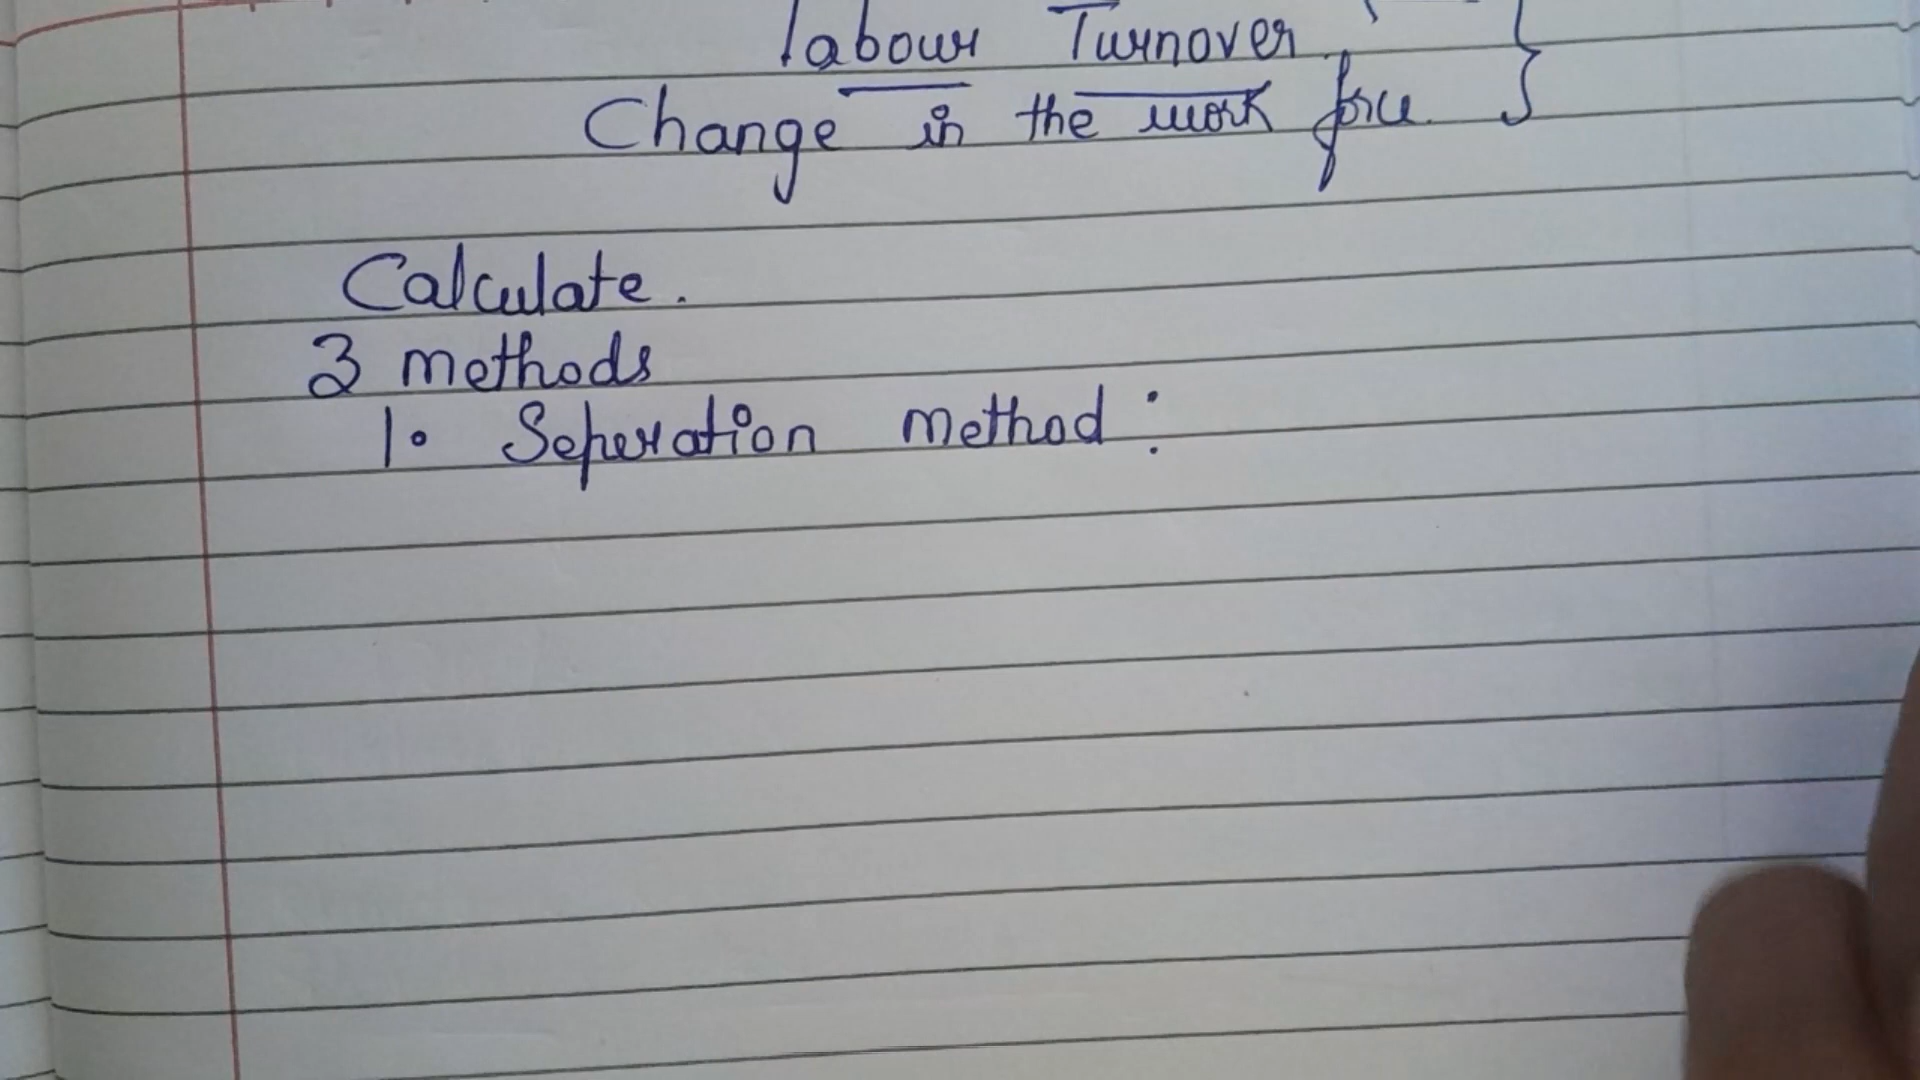 labour Turnover
Change in the work force.
Calculate.
3 methods
1. Seperation method :